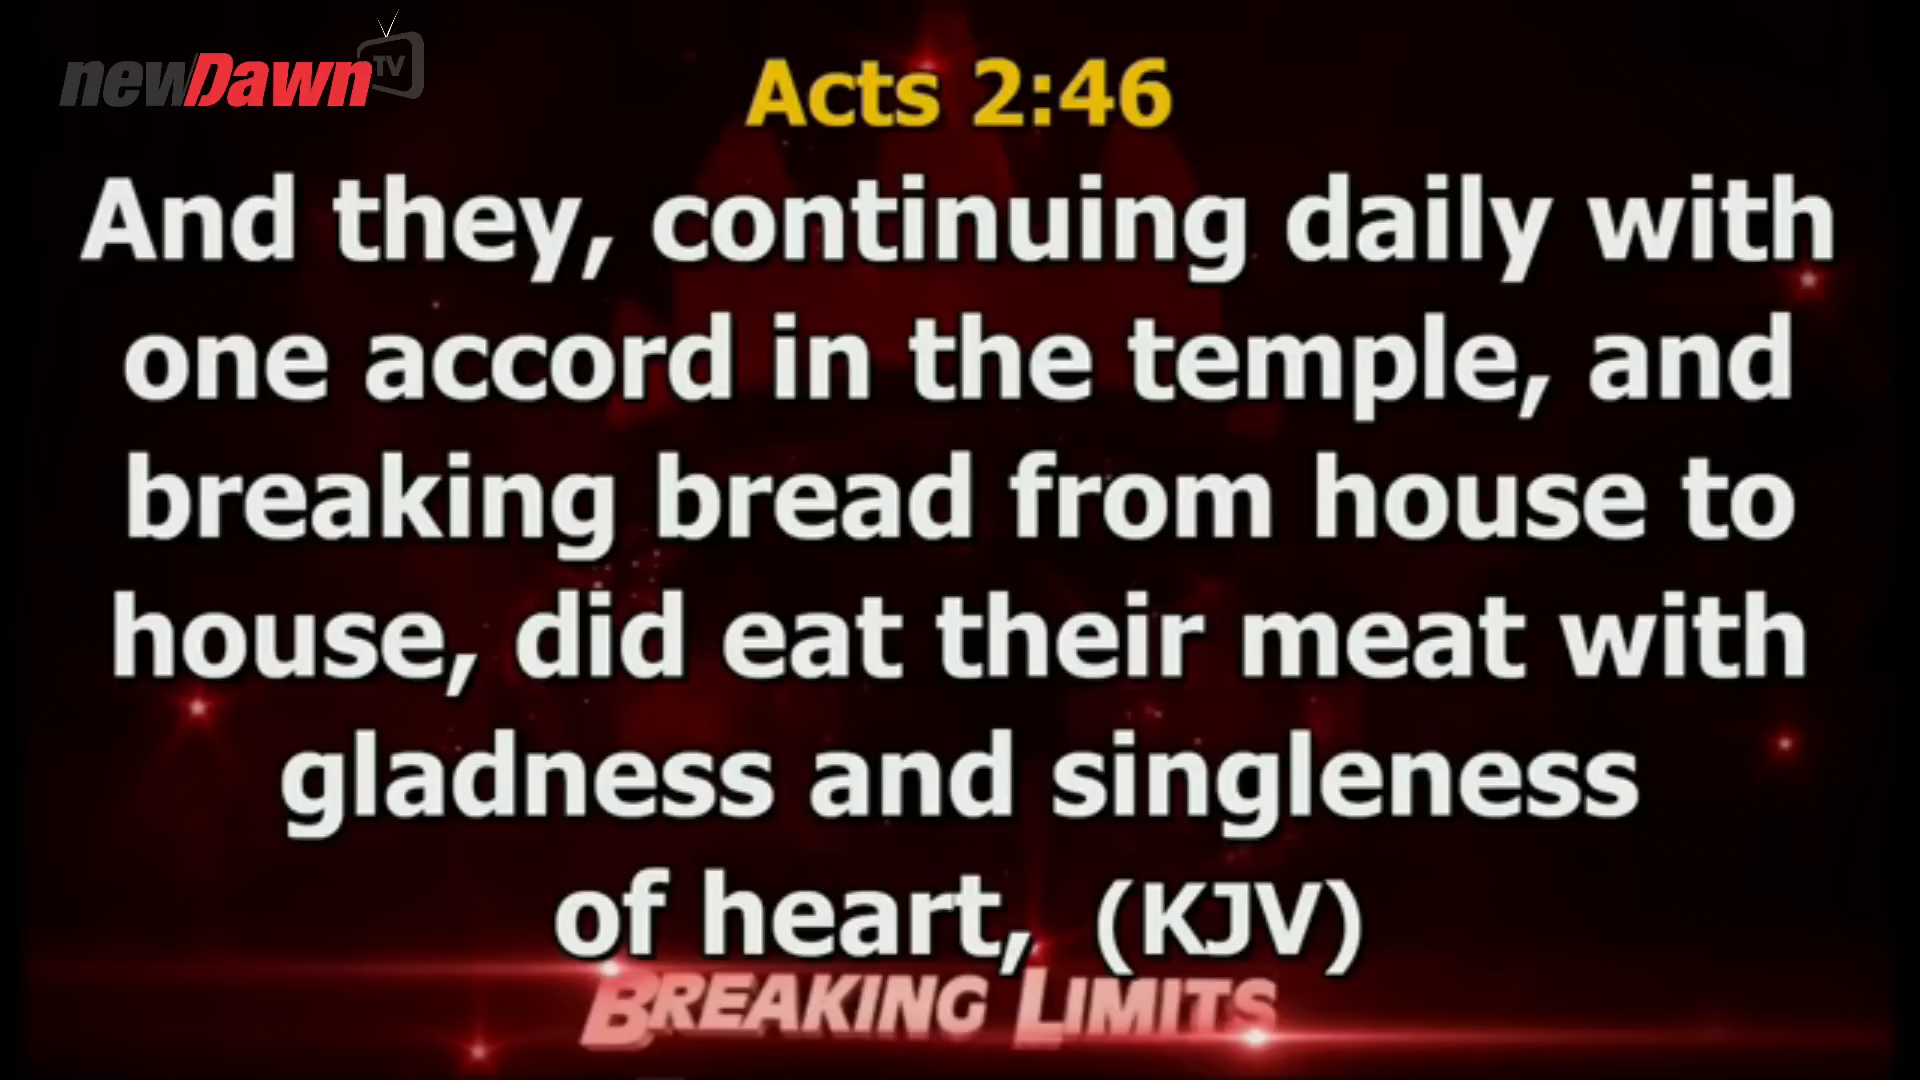 newDawn TV
Acts 2:46
And they, continuing daily with
one accord in the temple, and
breaking bread from house to
house, did eat their meat with
gladness and singleness
of heart, (KJV)
BREAKING LIMITS